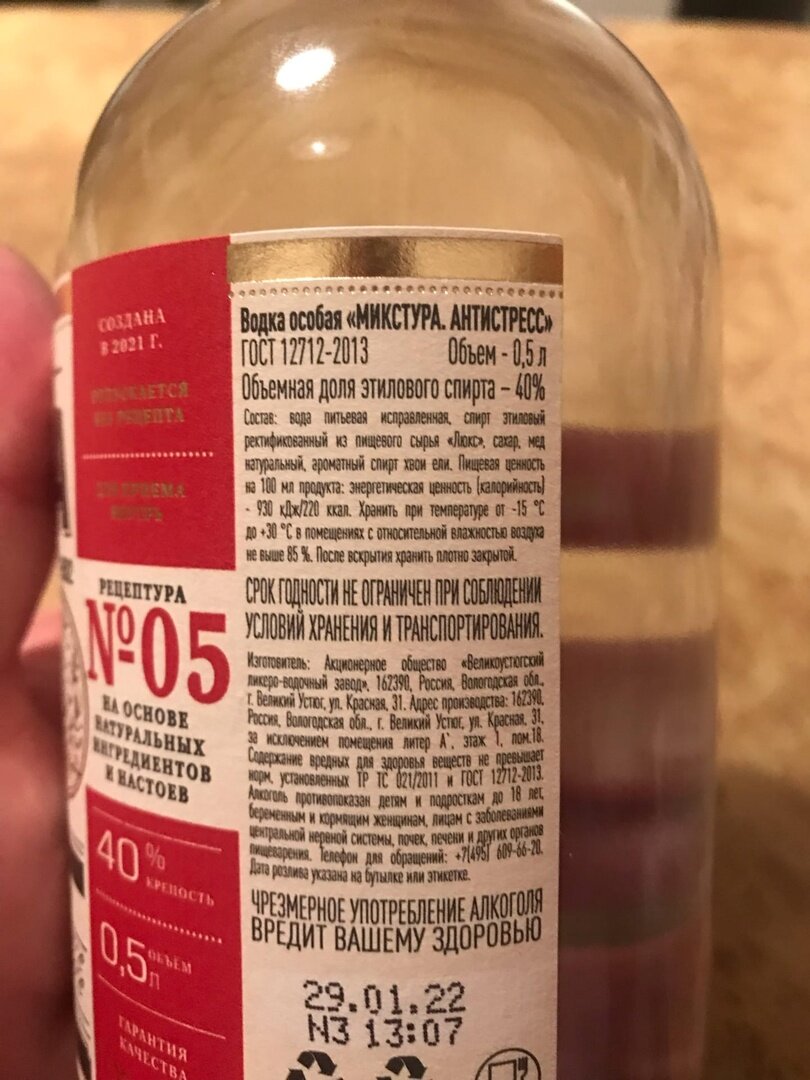 СОЗДАНА
В 2021 Г.
РЕЦЕПТУРА
№05
НА ОСНОВЕ
НАТУРАЛЬНЫХ
ИНГРЕДИЕНТОВ
И НАСТОЕВ
40%
КРЕПОСТЬ
0,5л
ОБЪЕМ
ГАРАНТИЯ
КАЧЕСТВА
Водка особая «МИКСТУРА. АНТИСТРЕСС»
ГОСТ 12712-2013 Объем - 0,5 л
Объемная доля этилового спирта – 40%
Состав: вода питьевая исправленная, спирт этиловый
ректификованный из пищевого сырья «Люкс», сахар, мед
натуральный, ароматный спирт хвои ели. Пищевая ценность
на 100 мл продукта: энергетическая ценность (калорийность)
- 930 кДж/220 ккал. Хранить при температуре от -15 °С
до +30 °С в помещениях с относительной влажностью воздуха
не выше 85 %. После вскрытия хранить плотно закрытой.
СРОК ГОДНОСТИ НЕ ОГРАНИЧЕН ПРИ СОБЛЮДЕНИИ
УСЛОВИЙ ХРАНЕНИЯ И ТРАНСПОРТИРОВАНИЯ.
Изготовитель: Акционерное общество «Великоустюгский
ликеро-водочный завод», 162390, Россия, Вологодская обл.,
г. Великий Устюг, ул. Красная, 31. Адрес производства: 162390,
Россия, Вологодская обл., г. Великий Устюг, ул. Красная, 31,
за исключением помещения литер А`, этаж 1, пом.18.
Содержание вредных для здоровья веществ не превышает
норм, установленных ТР ТС 021/2011 и ГОСТ 12712-2013.
Алкоголь противопоказан детям и подросткам до 18 лет,
беременным и кормящим женщинам, лицам с заболеваниями
центральной нервной системы, почек, печени и других органов
пищеварения. Телефон для обращений: +7(495) 609-66-20.
Дата розлива указана на бутылке или этикетке.
ЧРЕЗМЕРНОЕ УПОТРЕБЛЕНИЕ АЛКОГОЛЯ
ВРЕДИТ ВАШЕМУ ЗДОРОВЬЮ
29.01.22
N3 13:07